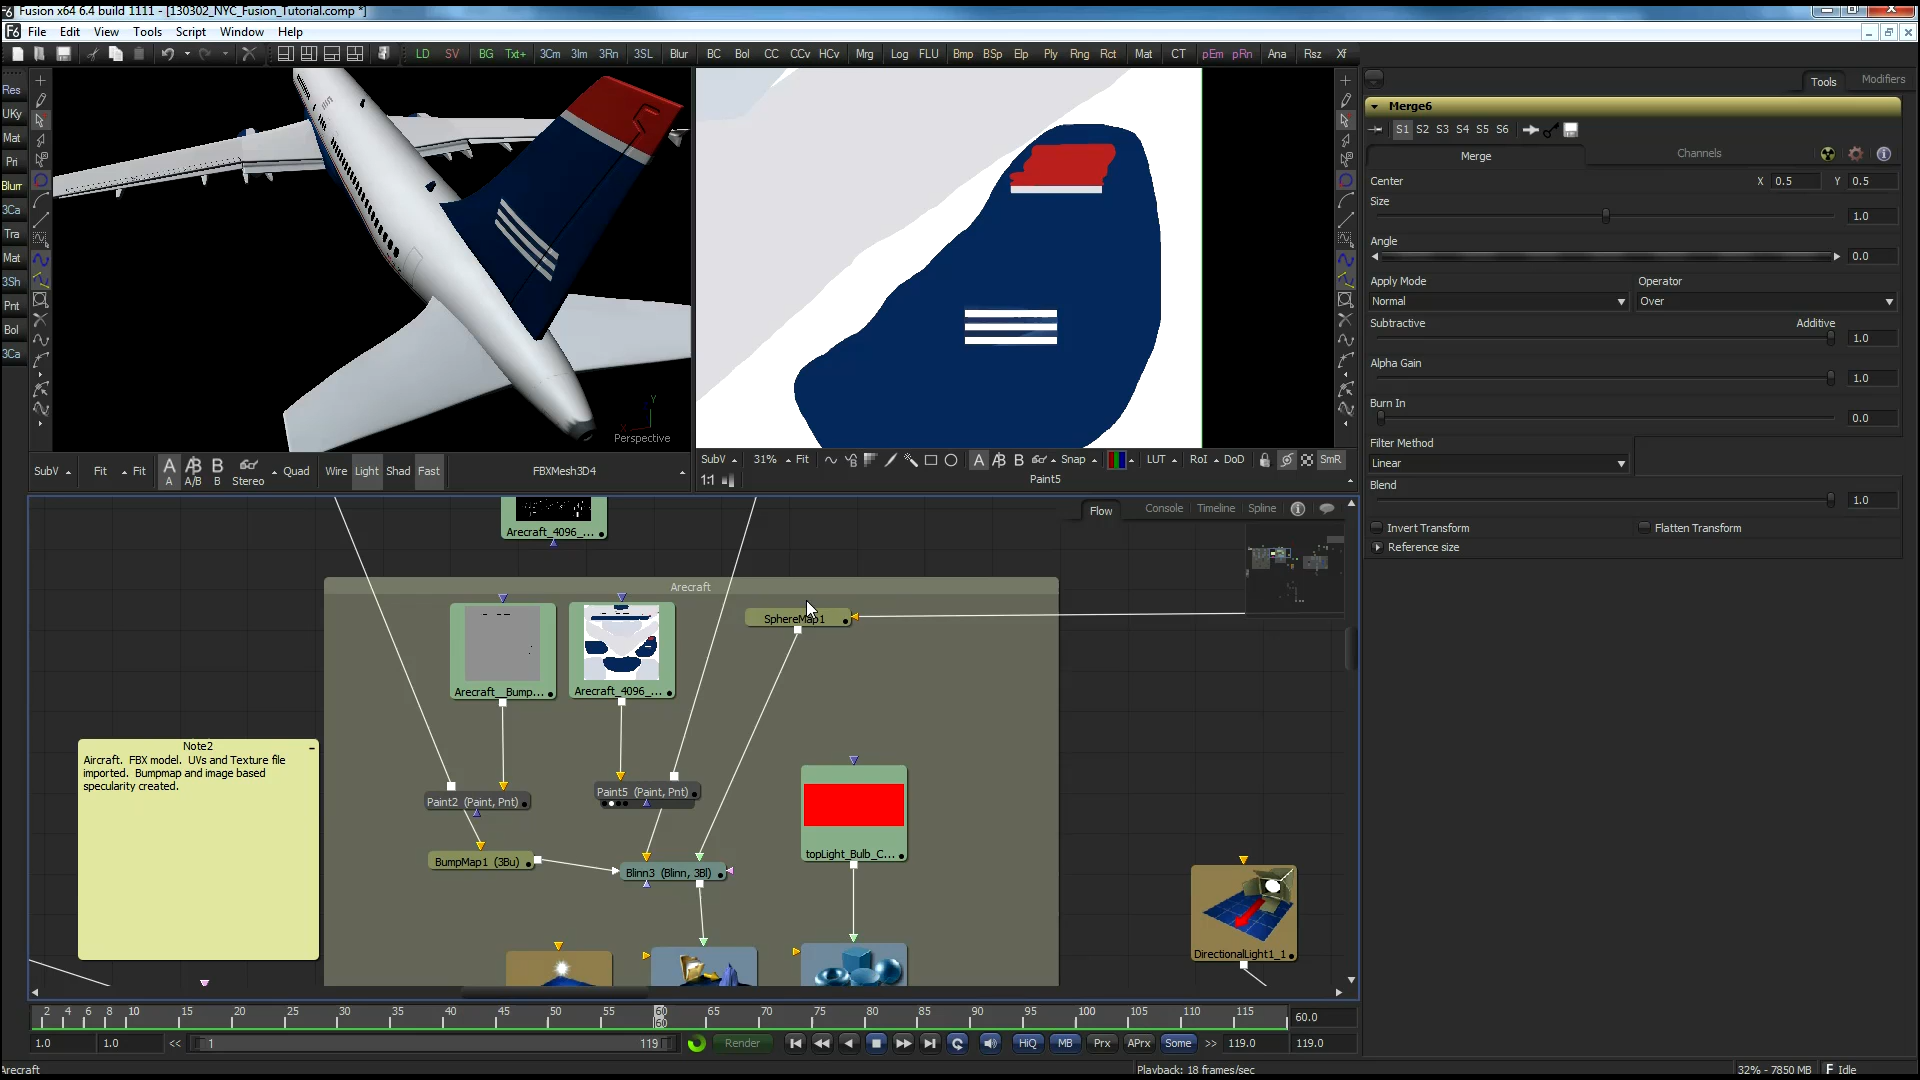 Fusion x64 6.4 build 1111 - [130302_NYC_Fusion_Tutorial.comp *]
File Edit View Tools Script Window Help
LD SV BG Txt+ 3Cm 3Im 3Rn 3SL Blur BC Bol CC CCv HCv Mrg Log FLU Bmp BSp Elp Ply Rng Rct Mat CT pEm pRn Ana Rsz Xf
Res
UKy
Mat
Pri
Blurr
3Ca
Tra
Mat
3Sh
Pnt
Bol
3Ca
Y
X
Perspective
SubV Fit Fit A A A/B A/B B B Stereo Quad Wire Light Shad Fast FBXMesh3D4
SubV 31% Fit A A/B B Snap LUT RoI DoD SmR
1:1 Paint5
Tools Modifiers
Merge6
S1 S2 S3 S4 S5 S6
Merge Channels
Center X 0.5 Y 0.5
Size
1.0
Angle
0.0
Apply Mode Operator
Normal Over
Subtractive Additive
1.0
Alpha Gain
1.0
Burn In
0.0
Filter Method
Linear
Blend
1.0
Invert Transform Flatten Transform
Reference size
Flow Console Timeline Spline
Arecraft_4096_...
Arecraft
SphereMap1
Arecraft__Bump...
Arecraft_4096_...
Note2
Aircraft. FBX model. UVs and Texture file
imported. Bumpmap and image based
specularity created.
Paint2 (Paint, Pnt)
Paint5 (Paint, Pnt)
BumpMap1 (3Bu)
Blinn3 (Blinn, 3Bl)
topLight_Bulb_C...
DirectionalLight1_1
2 4 6 8 10 15 20 25 30 35 40 45 50 55 60 65 70 75 80 85 90 95 100 105 110 115
60
60.0
1.0 1.0 << 1 119 Render HiQ MB Prx APrx Some >> 119.0 119.0
Arecraft
Playback: 18 frames/sec
32% - 7850 MB
Idle